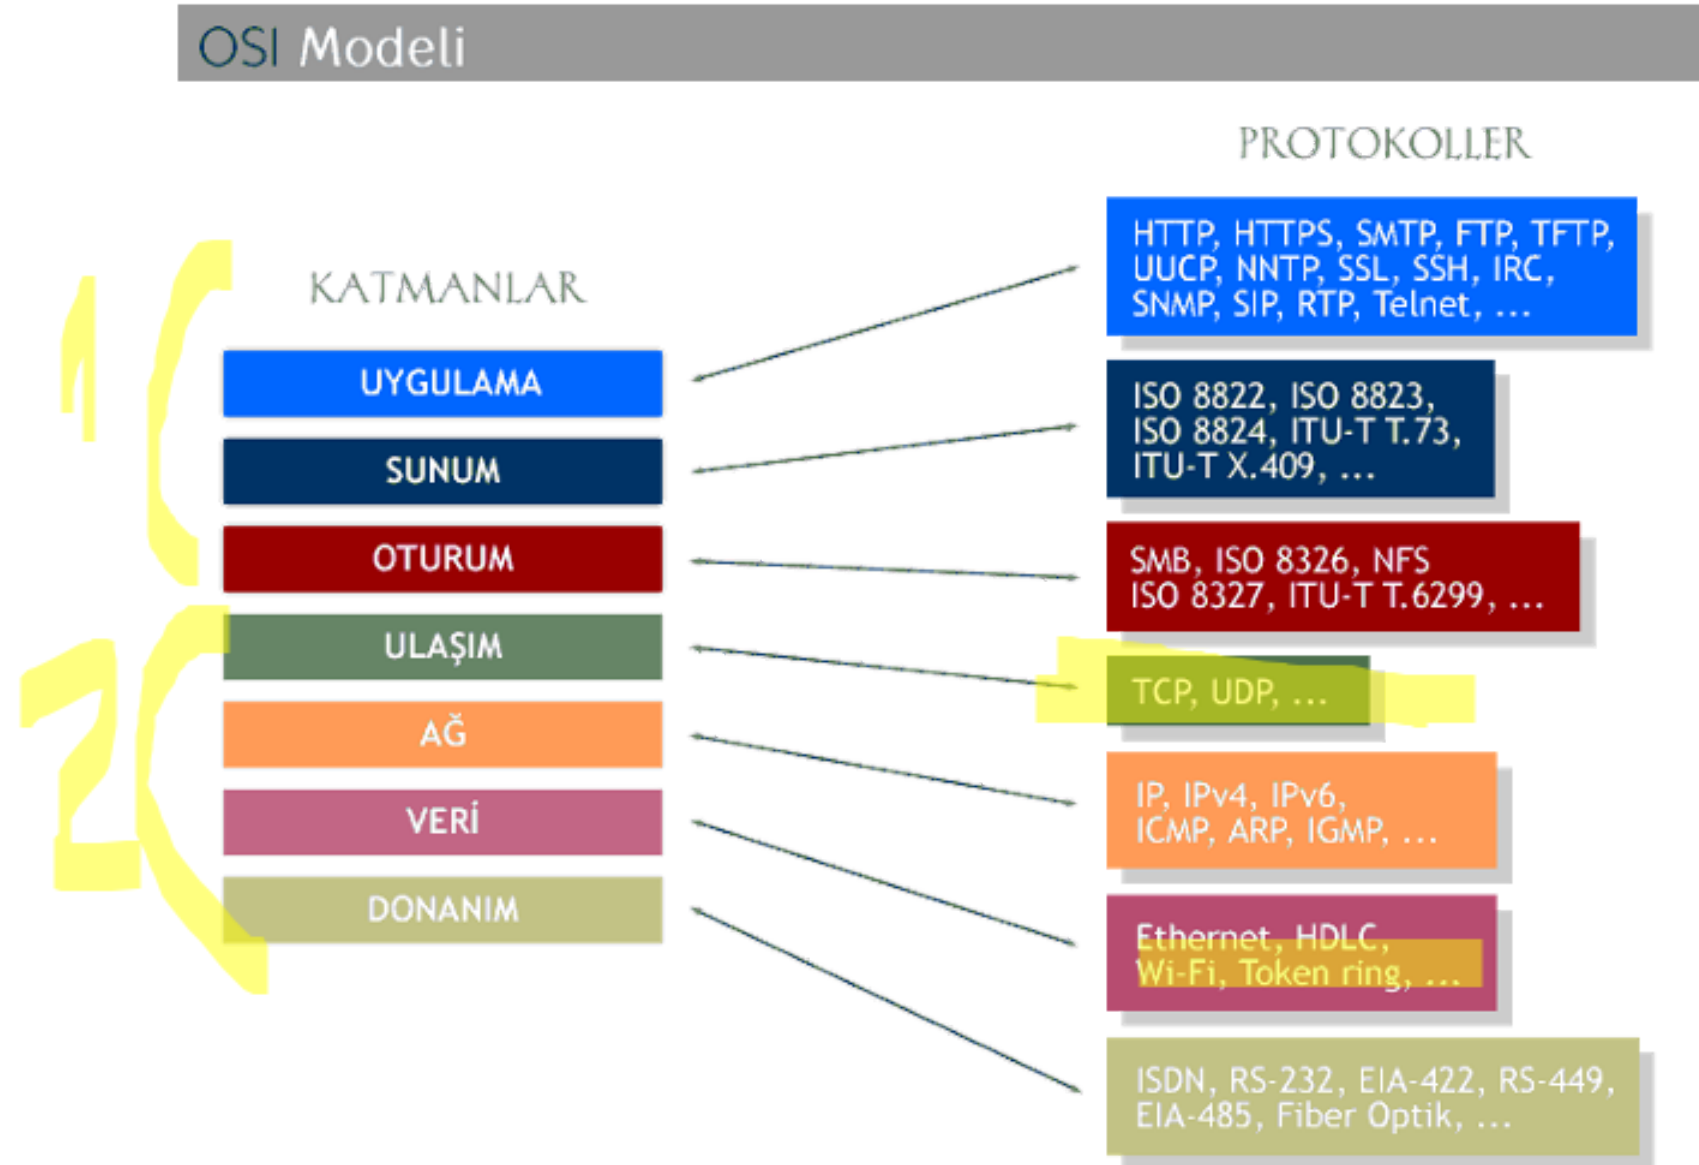 OSI Modeli
PROTOKOLLER
KATMANLAR
1
UYGULAMA
SUNUM
OTURUM
2
ULAŞIM
AĞ
VERİ
DONANIM
HTTP, HTTPS, SMTP, FTP, TFTP,
UUCP, NNTP, SSL, SSH, IRC,
SNMP, SIP, RTP, Telnet, ...
ISO 8822, ISO 8823,
ISO 8824, ITU-T T.73,
ITU-T X.409, ...
SMB, ISO 8326, NFS
ISO 8327, ITU-T T.6299, ...
TCP, UDP, ...
IP, IPv4, IPv6,
ICMP, ARP, IGMP, ...
Ethernet, HDLC,
Wi-Fi, Token ring, ...
ISDN, RS-232, EIA-422, RS-449,
EIA-485, Fiber Optik, ...